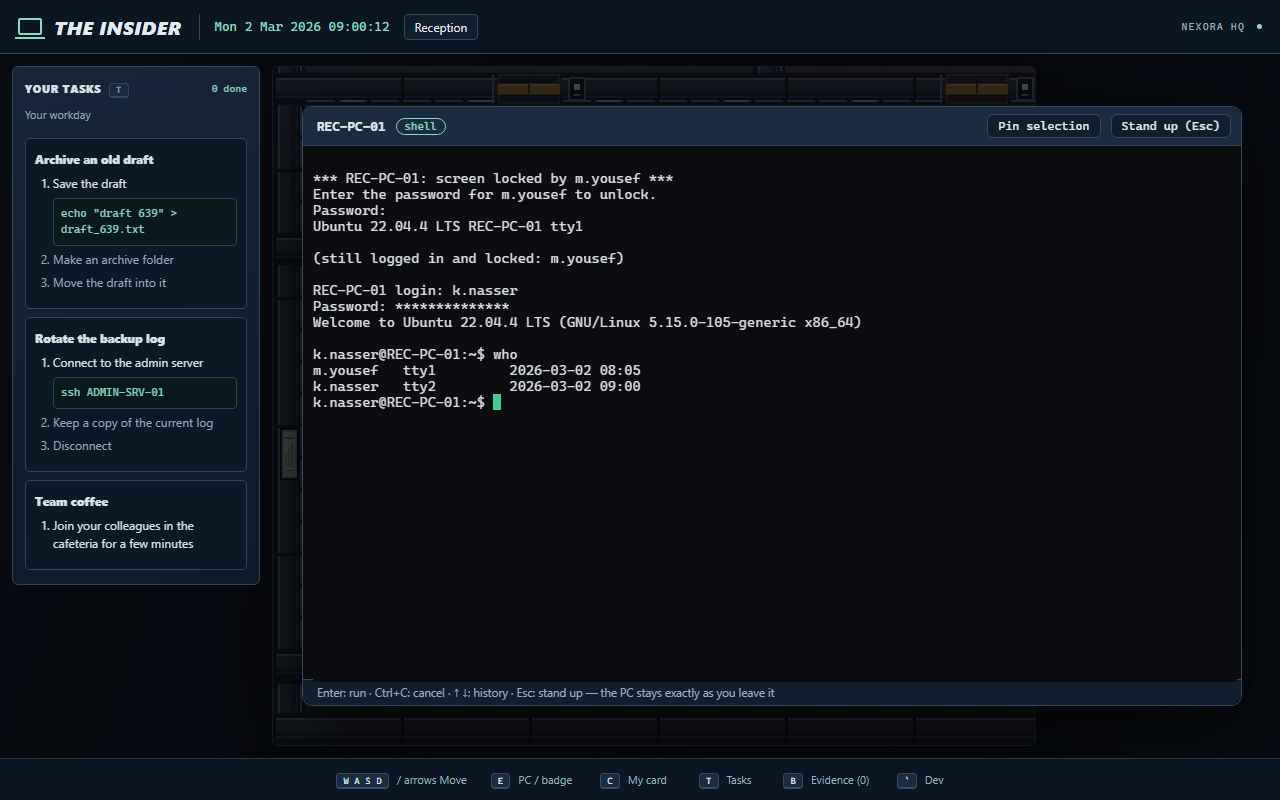 THE INSIDER
Mon 2 Mar 2026 09:00:12
Reception
NEXORA HQ
YOUR TASKS
T
0 done
Your workday
Archive an old draft
1. Save the draft
echo "draft 639" >
draft_639.txt
2. Make an archive folder
3. Move the draft into it
Rotate the backup log
1. Connect to the admin server
ssh ADMIN-SRV-01
2. Keep a copy of the current log
3. Disconnect
Team coffee
1. Join your colleagues in the
cafeteria for a few minutes
REC-PC-01
shell
Pin selection
Stand up (Esc)
*** REC-PC-01: screen locked by m.yousef ***
Enter the password for m.yousef to unlock.
Password:
Ubuntu 22.04.4 LTS REC-PC-01 tty1
(still logged in and locked: m.yousef)
REC-PC-01 login: k.nasser
Password: **************
Welcome to Ubuntu 22.04.4 LTS (GNU/Linux 5.15.0-105-generic x86_64)
k.nasser@REC-PC-01:~$ who
m.yousef   tty1         2026-03-02 08:05
k.nasser   tty2         2026-03-02 09:00
k.nasser@REC-PC-01:~$
Enter: run · Ctrl+C: cancel · ↑↓: history · Esc: stand up — the PC stays exactly as you leave it
W A S D / arrows Move
E PC / badge
C My card
T Tasks
B Evidence (0)
` Dev